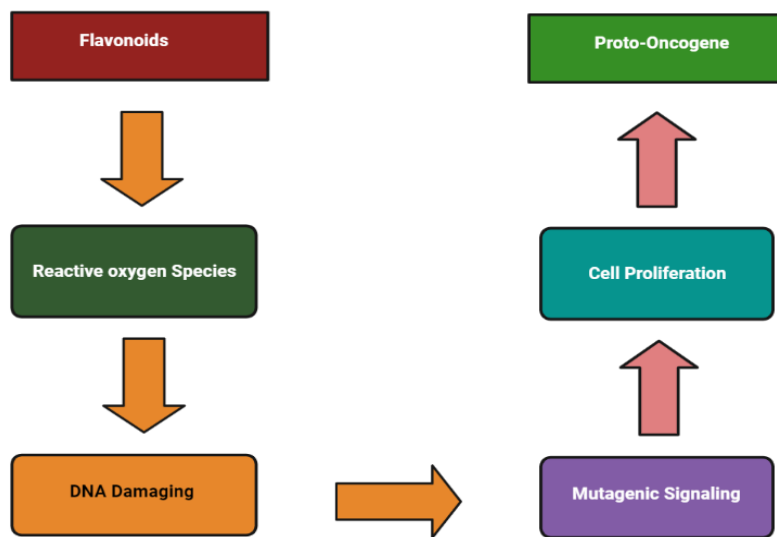 Flavonoids
Reactive oxygen Species
DNA Damaging
Mutagenic Signaling
Cell Proliferation
Proto-Oncogene